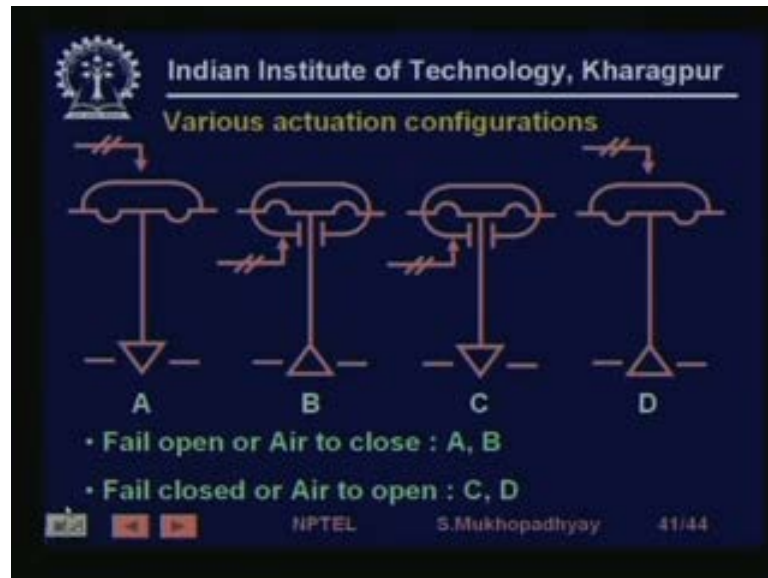 Indian Institute of Technology, Kharagpur
Various actuation configurations
A B C D
• Fail open or Air to close : A, B
• Fail closed or Air to open : C, D
NPTEL S.Mukhopadhyay 41/44